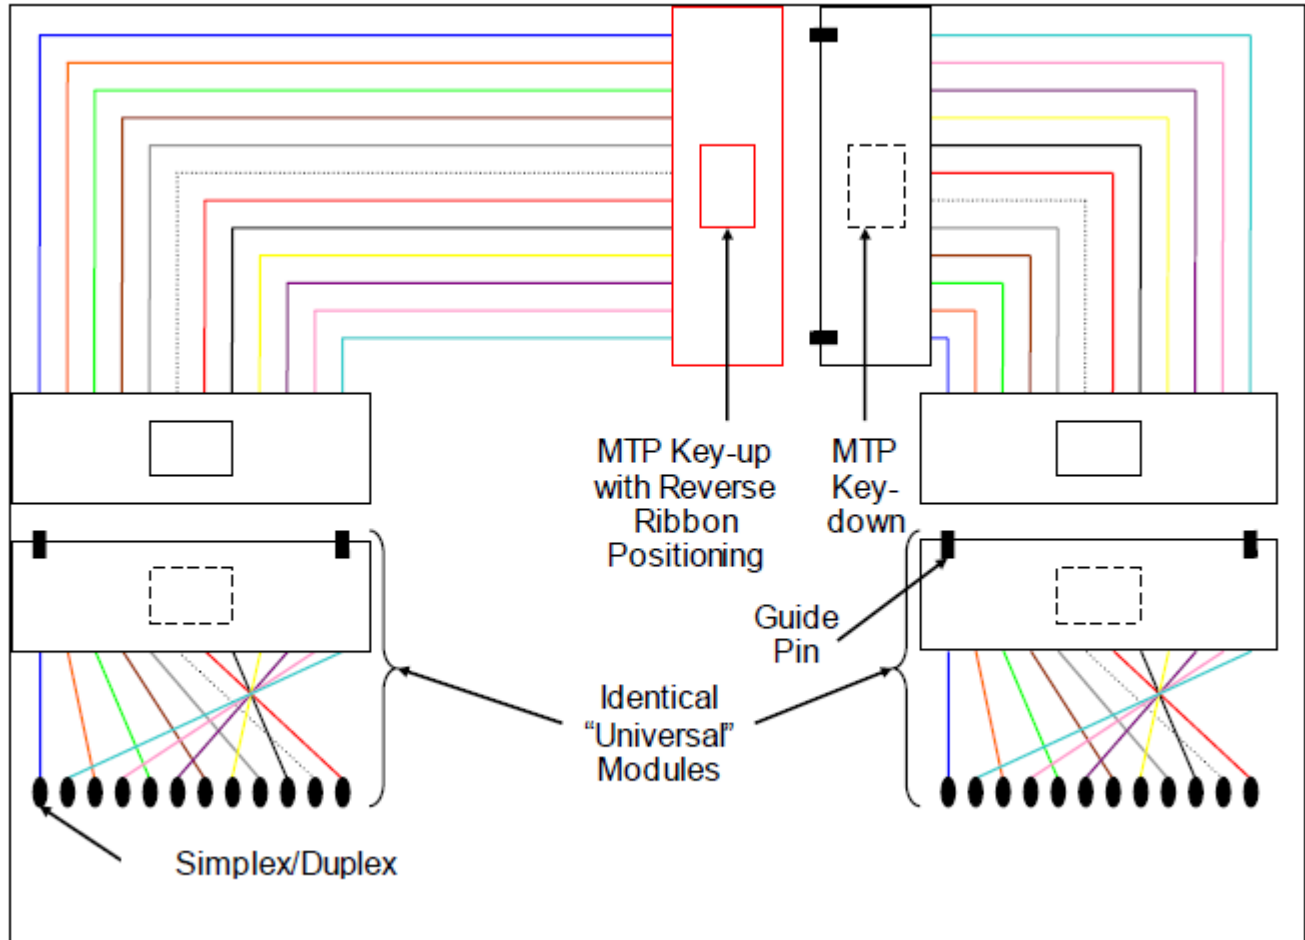 MTP Key-up
with Reverse
Ribbon
Positioning
MTP
Key-
down
Guide
Pin
Identical
“Universal”
Modules
Simplex/Duplex